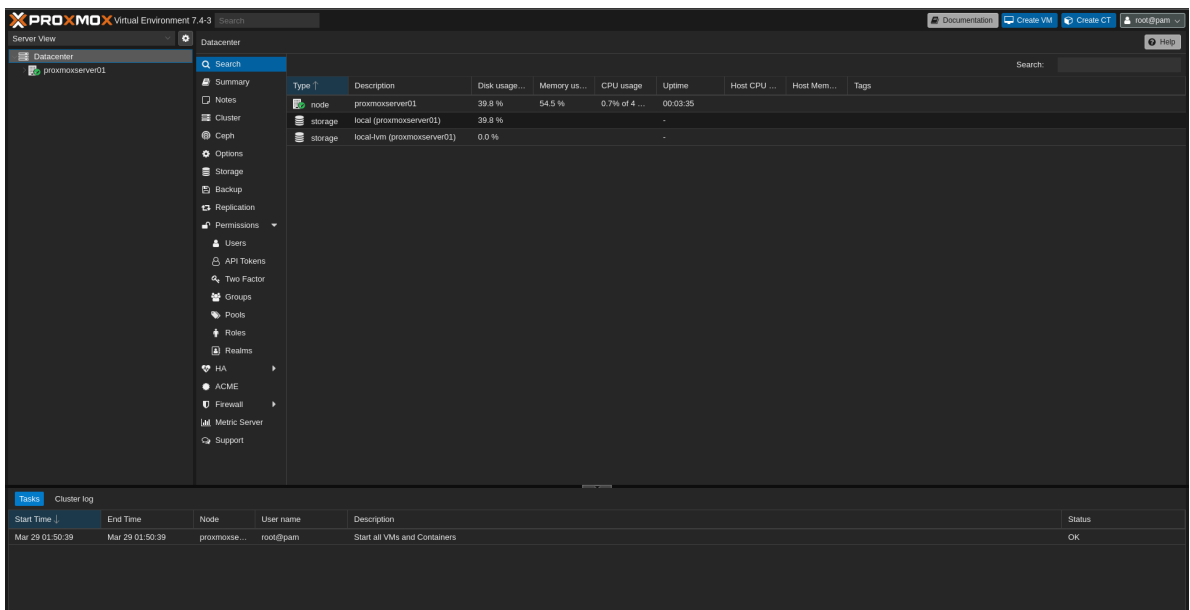 PROXMOX Virtual Environment 7.4-3 Search Documentation Create VM Create CT root@pam
Server View
Datacenter
proxmoxserver01
Datacenter Help
Search
Summary
Notes
Cluster
Ceph
Options
Storage
Backup
Replication
Permissions
Users
API Tokens
Two Factor
Groups
Pools
Roles
Realms
HA
ACME
Firewall
Metric Server
Support
Search:
Type ↑ Description Disk usage... Memory us... CPU usage Uptime Host CPU ... Host Mem... Tags
node proxmoxserver01 39.8 % 54.5 % 0.7% of 4 ... 00:03:35
storage local (proxmoxserver01) 39.8 % -
storage local-lvm (proxmoxserver01) 0.0 % -
Tasks Cluster log
Start Time ↓ End Time Node User name Description Status
Mar 29 01:50:39 Mar 29 01:50:39 proxmoxse... root@pam Start all VMs and Containers OK